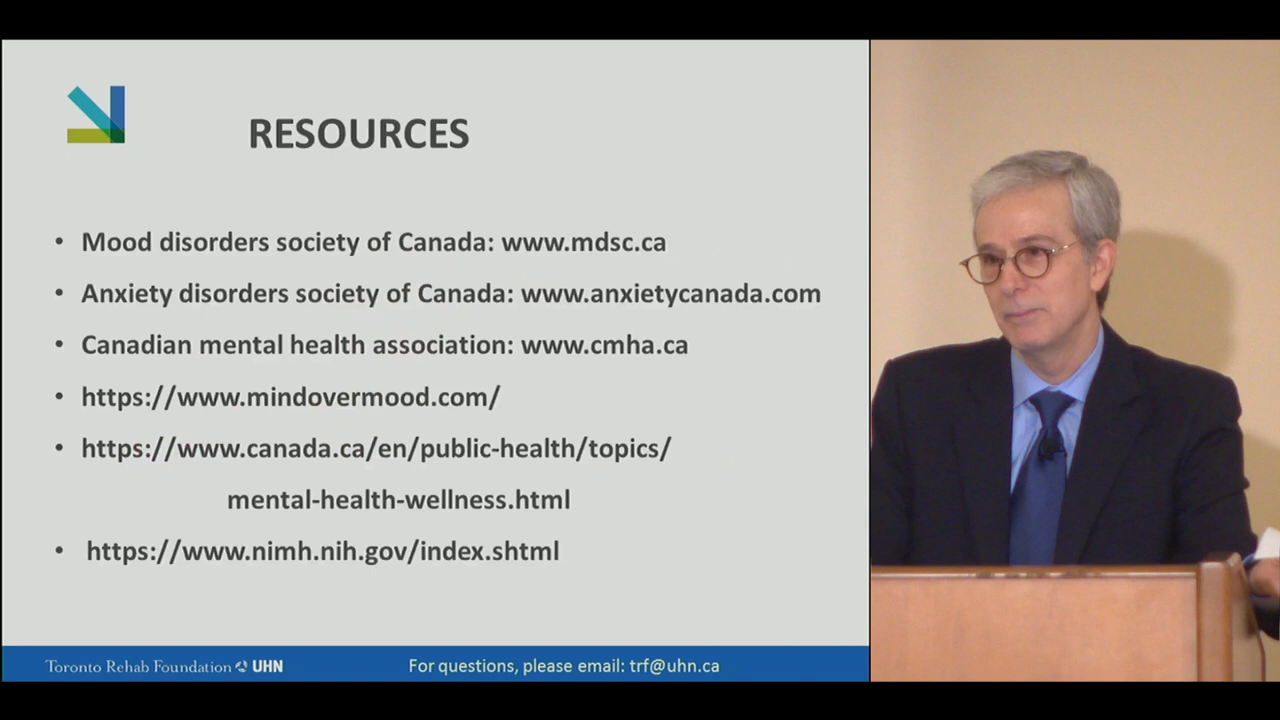 RESOURCES
• Mood disorders society of Canada: www.mdsc.ca
• Anxiety disorders society of Canada: www.anxietycanada.com
• Canadian mental health association: www.cmha.ca
• https://www.mindovermood.com/
• https://www.canada.ca/en/public-health/topics/
mental-health-wellness.html
• https://www.nimh.nih.gov/index.shtml
Toronto Rehab Foundation UHN
For questions, please email: trf@uhn.ca